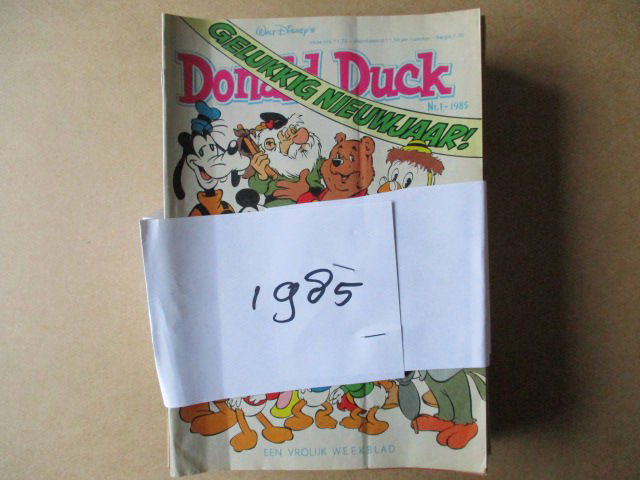 Walt Disney's
GELUKKIG NIEUWJAAR!
Donald Duck
Nr. 1 - 1985
1985
EEN VROLIJK WEEKBLAD